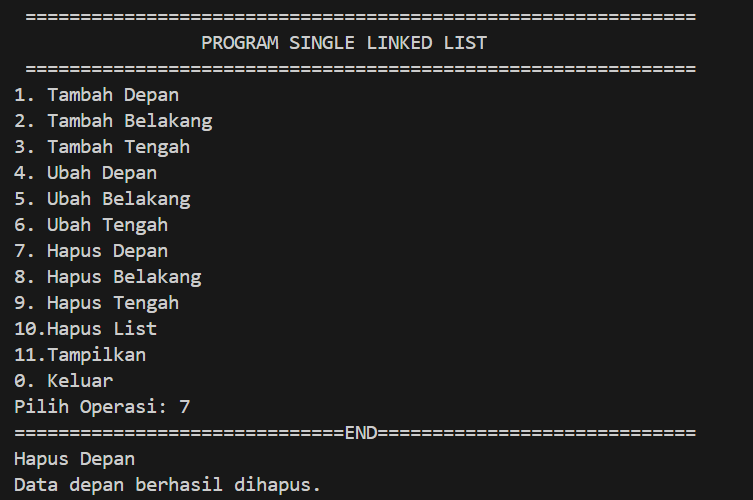 =============================================================
PROGRAM SINGLE LINKED LIST
=============================================================
1. Tambah Depan
2. Tambah Belakang
3. Tambah Tengah
4. Ubah Depan
5. Ubah Belakang
6. Ubah Tengah
7. Hapus Depan
8. Hapus Belakang
9. Hapus Tengah
10.Hapus List
11.Tampilkan
0. Keluar
Pilih Operasi: 7
==============================END=============================
Hapus Depan
Data depan berhasil dihapus.